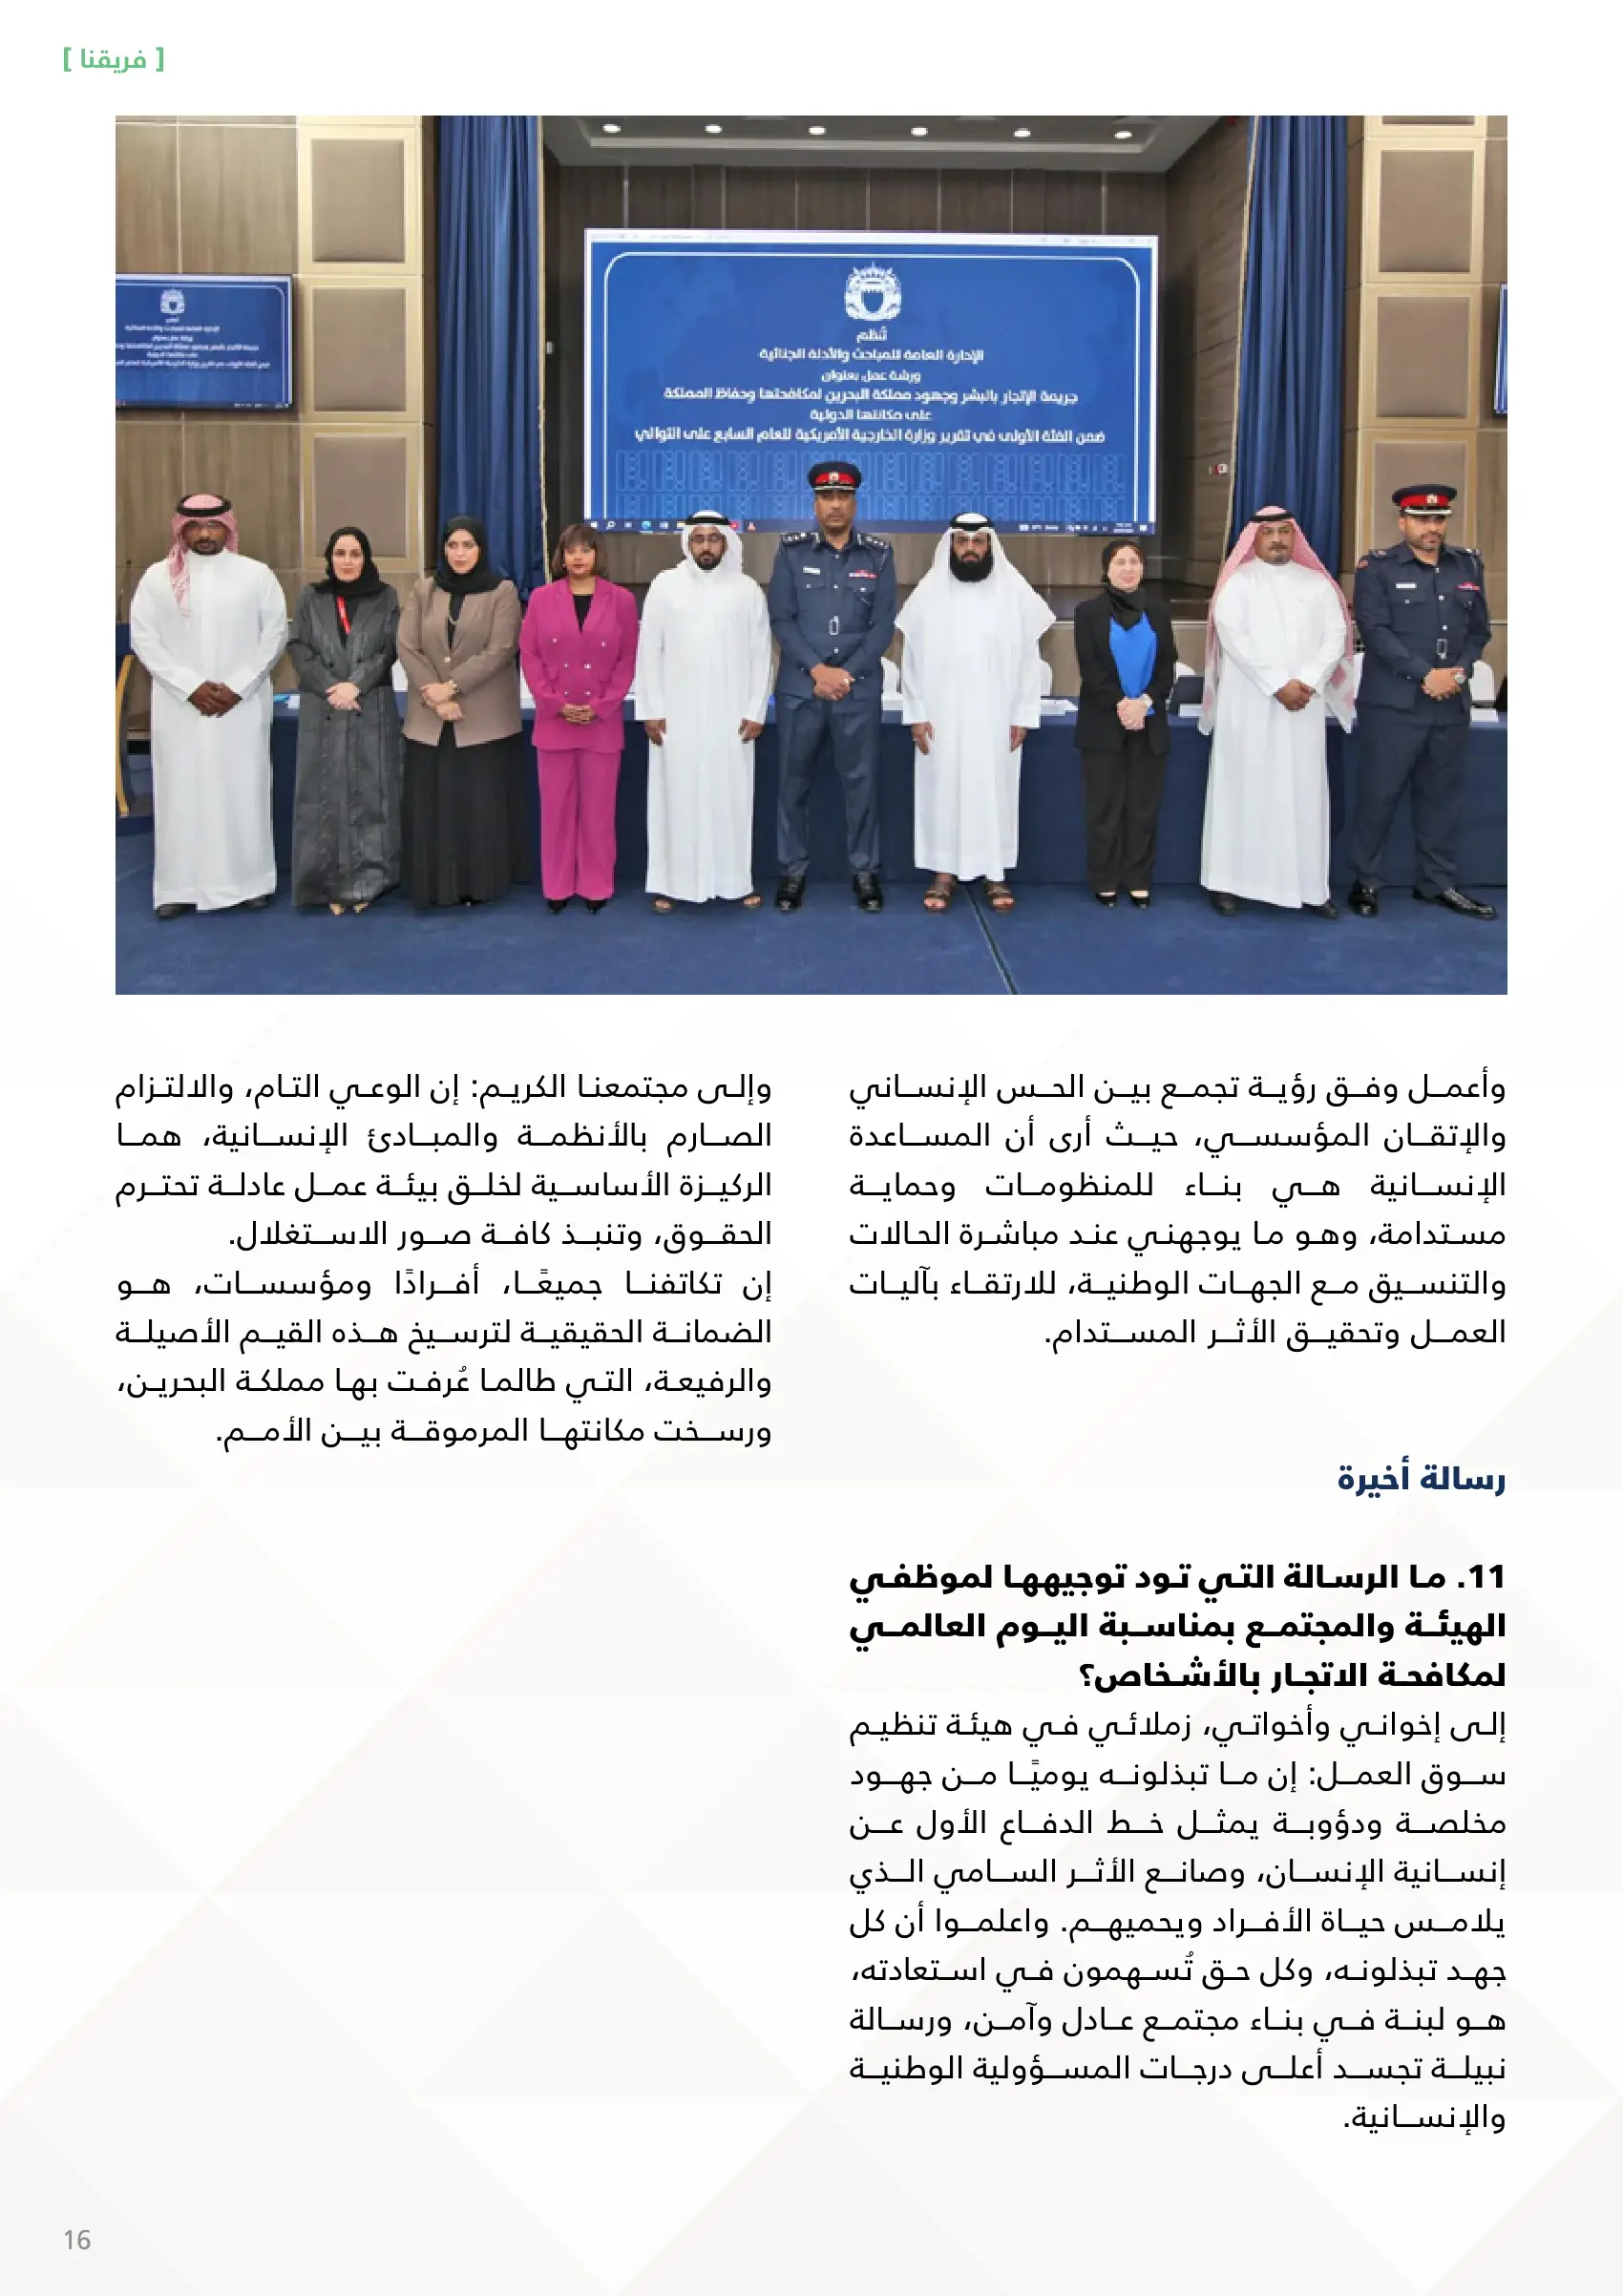 [ فريقنا ]
تُنظم
الإدارة العامة للمباحث والأدلة الجنائية
ورشة عمل بعنوان
جريمة الإتجار بالبشر وجهود مملكة البحرين لمكافحتها وحفاظ المملكة
على مكانتها الدولية
ضمن الفئة الأولى في تقرير وزارة الخارجية الأمريكية للعام السابع على التوالي
وأعمل وفق رؤية تجمع بين الحس الإنساني
والإتقان المؤسسي، حيث أرى أن المساعدة
الإنسانية هي بناء للمنظومات وحماية
مستدامة، وهو ما يوجهني عند مباشرة الحالات
والتنسيق مع الجهات الوطنية، للارتقاء بآليات
العمل وتحقيق الأثر المستدام.
رسالة أخيرة
11. ما الرسالة التي تود توجيهها لموظفي
الهيئة والمجتمع بمناسبة اليوم العالمي
لمكافحة الاتجار بالأشخاص؟
إلى إخواني وأخواتي، زملائي في هيئة تنظيم
سوق العمل: إن ما تبذلونه يوميًا من جهود
مخلصة ودؤوبة يمثل خط الدفاع الأول عن
إنسانية الإنسان، وصانع الأثر السامي الذي
يلامس حياة الأفراد ويحميهم. واعلموا أن كل
جهد تبذلونه، وكل حق تُسهمون في استعادته،
هو لبنة في بناء مجتمع عادل وآمن، ورسالة
نبيلة تجسد أعلى درجات المسؤولية الوطنية
والإنسانية.
وإلى مجتمعنا الكريم: إن الوعي التام، والالتزام
الصارم بالأنظمة والمبادئ الإنسانية، هما
الركيزة الأساسية لخلق بيئة عمل عادلة تحترم
الحقوق، وتنبذ كافة صور الاستغلال.
إن تكاتفنا جميعًا، أفرادًا ومؤسسات، هو
الضمانة الحقيقية لترسيخ هذه القيم الأصيلة
والرفيعة، التي طالما عُرفت بها مملكة البحرين،
ورسخت مكانتها المرموقة بين الأمم.
16